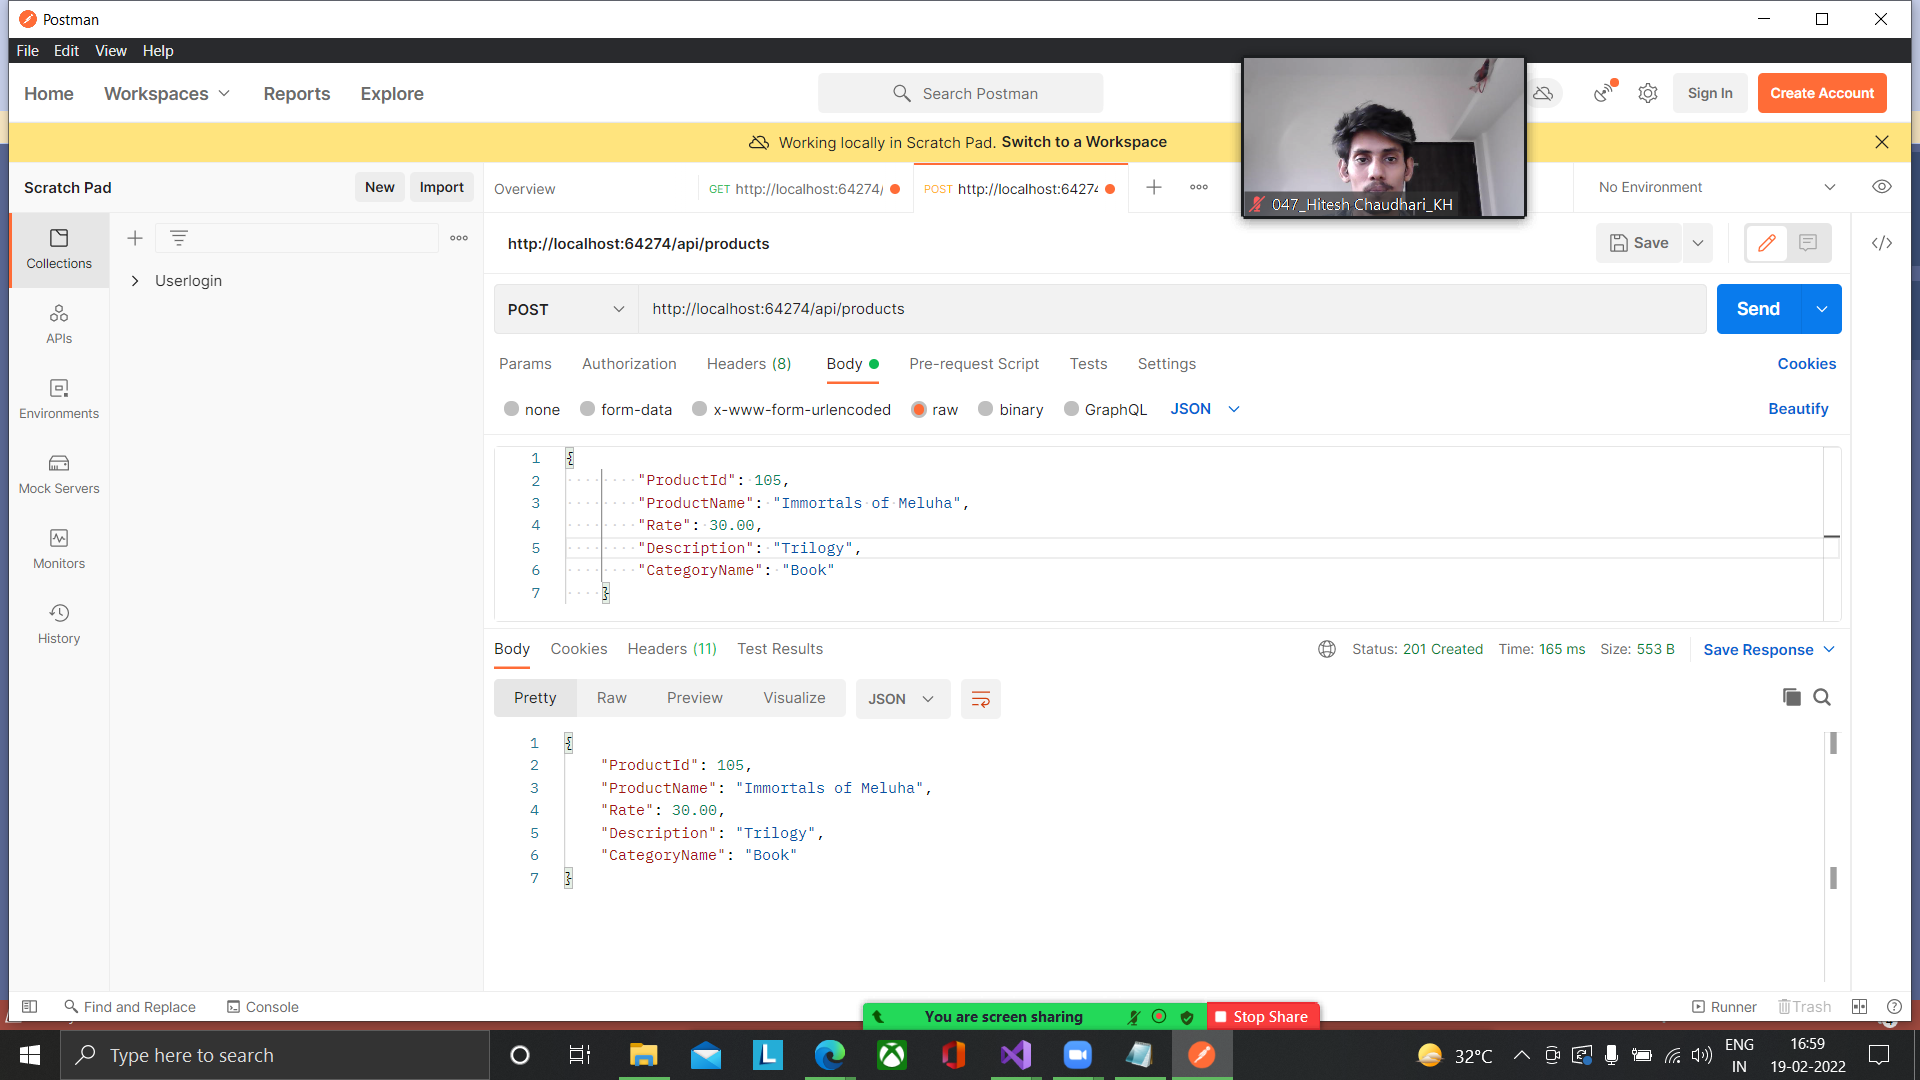 Postman
File Edit View Help
Home Workspaces Reports Explore
Search Postman
Sign In
Create Account
Working locally in Scratch Pad. Switch to a Workspace
Scratch Pad
New
Import
Overview
GET http://localhost:64274/
POST http://localhost:64274
No Environment
047_Hitesh Chaudhari_KH
Collections
APIs
Environments
Mock Servers
Monitors
History
Userlogin
http://localhost:64274/api/products
Save
POST
http://localhost:64274/api/products
Send
Params Authorization Headers (8) Body Pre-request Script Tests Settings
Cookies
none form-data x-www-form-urlencoded raw binary GraphQL JSON
Beautify
1 {
2 "ProductId": 105,
3 "ProductName": "Immortals of Meluha",
4 "Rate": 30.00,
5 "Description": "Trilogy",
6 "CategoryName": "Book"
7 }
Body Cookies Headers (11) Test Results
Status: 201 Created Time: 165 ms Size: 553 B
Save Response
Pretty Raw Preview Visualize JSON
1 {
2 "ProductId": 105,
3 "ProductName": "Immortals of Meluha",
4 "Rate": 30.00,
5 "Description": "Trilogy",
6 "CategoryName": "Book"
7 }
Find and Replace Console
Runner Trash
You are screen sharing
Stop Share
Type here to search
32°C
ENG
IN
16:59
19-02-2022